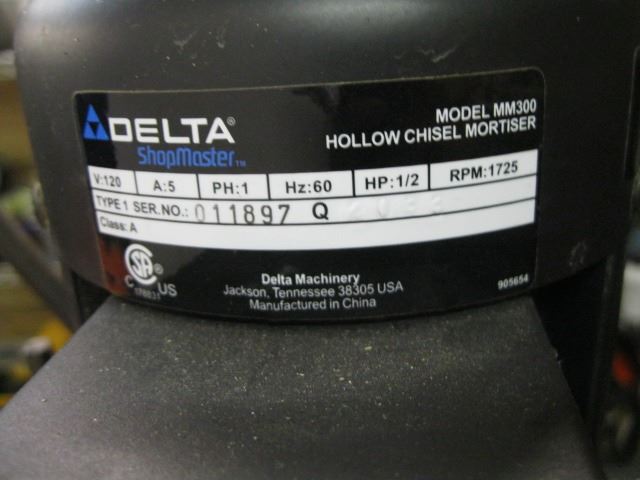 DELTA®
ShopMaster™
MODEL MM300
HOLLOW CHISEL MORTISER
V:120 A:5 PH:1 Hz:60 HP:1/2 RPM:1725
TYPE 1 SER.NO.: 011897 Q
Class: A
C US
Delta Machinery
Jackson, Tennessee 38305 USA
Manufactured in China
905654